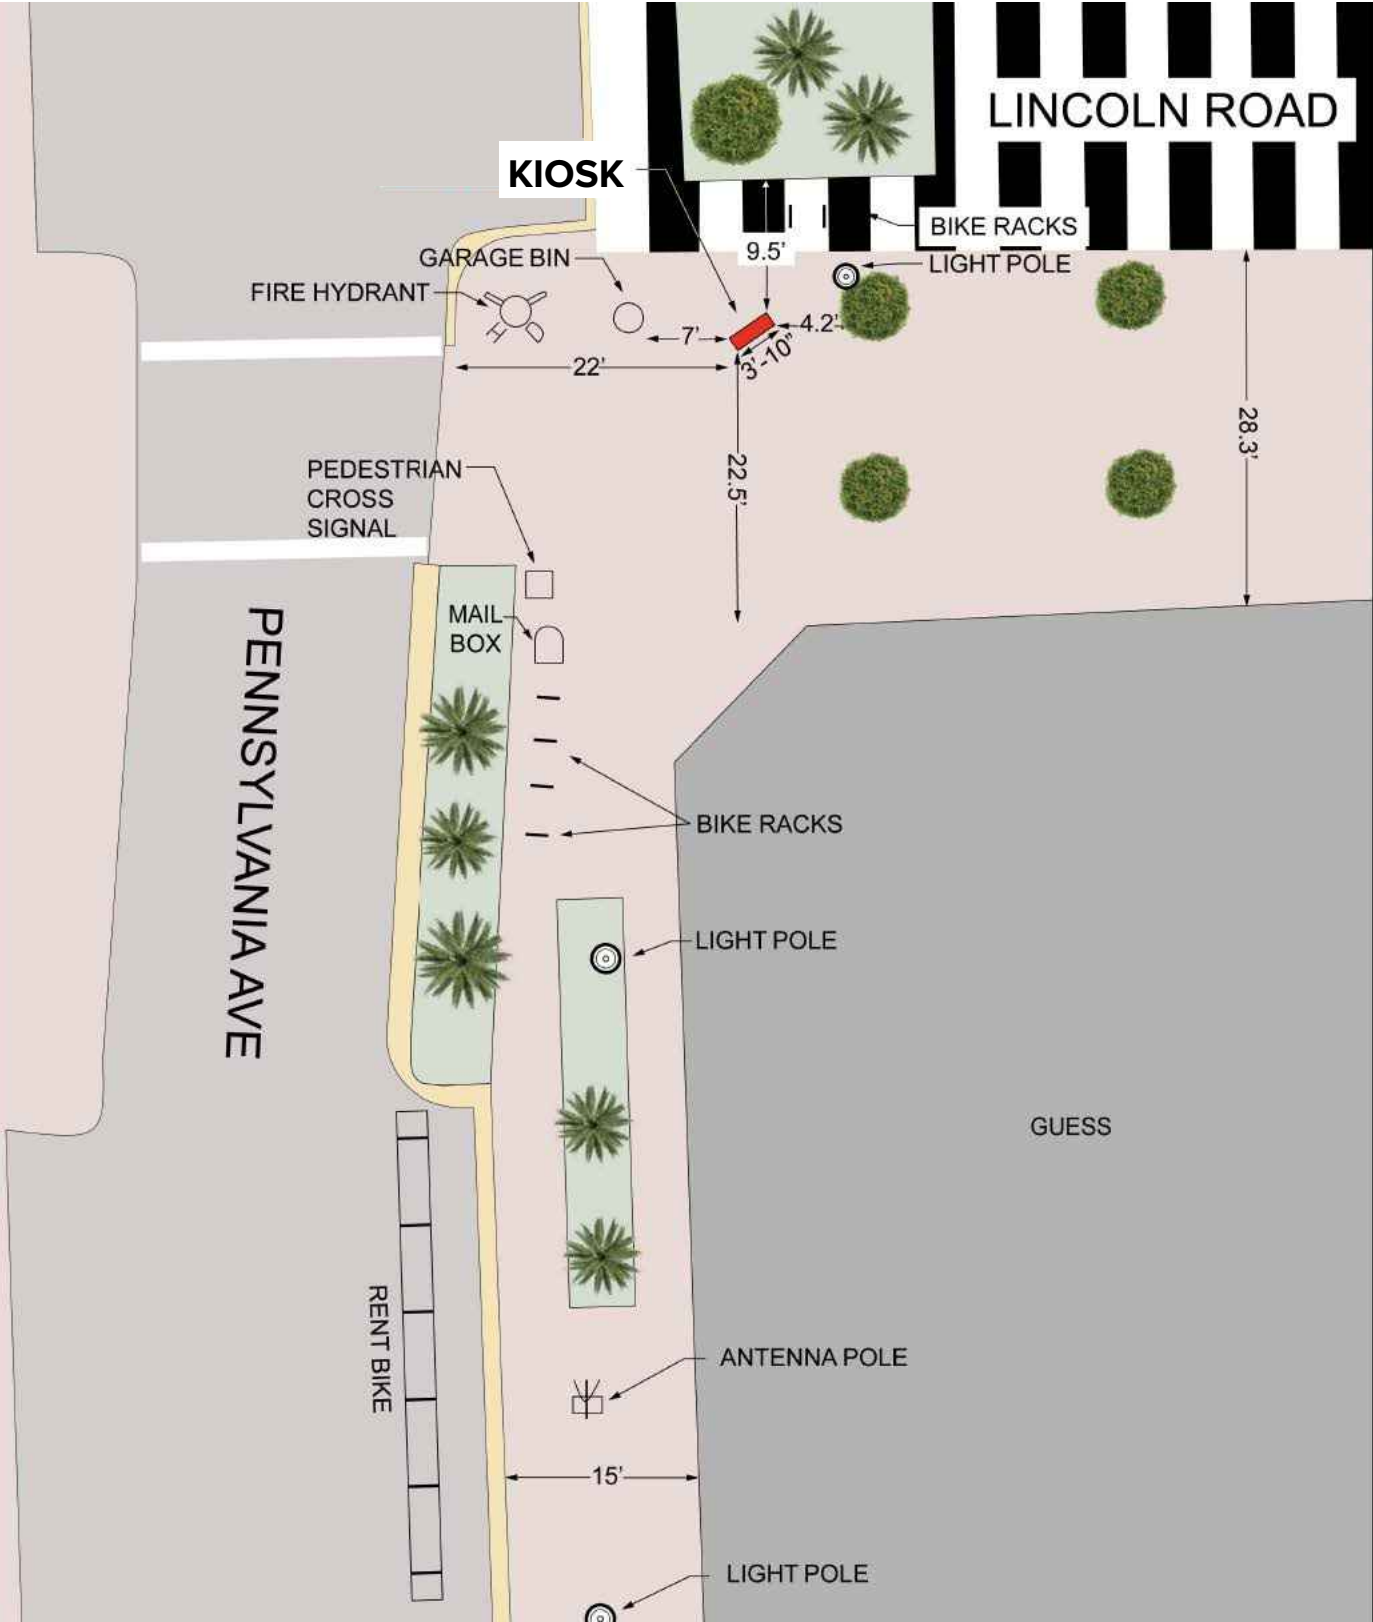 LINCOLN ROAD
KIOSK
BIKE RACKS
9.5’
GARAGE BIN
LIGHT POLE
FIRE HYDRANT
7’
4.2’
3’-10”
22’
28.3’
PEDESTRIAN
CROSS
SIGNAL
22.5’
MAIL
BOX
PENNSYLVANIA AVE
BIKE RACKS
LIGHT POLE
GUESS
RENT BIKE
ANTENNA POLE
15’
LIGHT POLE